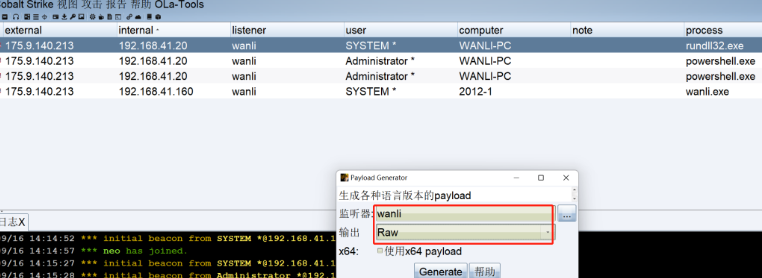 Cobalt Strike 视图 攻击 报告 帮助 OLa-Tools
external internal listener user computer note process
175.9.140.213 192.168.41.20 wanli SYSTEM * WANLI-PC rundll32.exe
175.9.140.213 192.168.41.20 wanli Administrator * WANLI-PC powershell.exe
175.9.140.213 192.168.41.20 wanli Administrator * WANLI-PC powershell.exe
175.9.140.213 192.168.41.160 wanli SYSTEM * 2012-1 wanli.exe
Payload Generator
生成各种语言版本的payload
监听器: wanli ...
输出 Raw
x64: 使用x64 payload
Generate 帮助
日志X
09/16 14:14:52 *** initial beacon from SYSTEM *@192.168.41.1
09/16 14:14:57 *** neo has joined.
09/16 14:15:27 *** initial beacon from SYSTEM *@192.168.41.
09/16 14:15:28 *** initial beacon from Administrator *@192.1